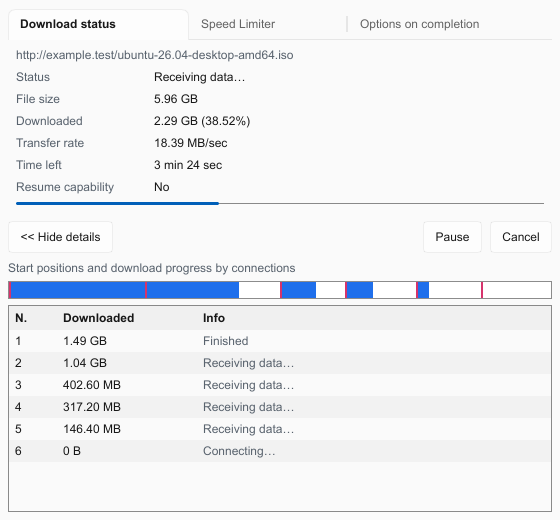 Download status Speed Limiter Options on completion
http://example.test/ubuntu-26.04-desktop-amd64.iso
Status Receiving data…
File size 5.96 GB
Downloaded 2.29 GB (38.52%)
Transfer rate 18.39 MB/sec
Time left 3 min 24 sec
Resume capability No
<< Hide details Pause Cancel
Start positions and download progress by connections
N. Downloaded Info
1 1.49 GB Finished
2 1.04 GB Receiving data…
3 402.60 MB Receiving data…
4 317.20 MB Receiving data…
5 146.40 MB Receiving data…
6 0 B Connecting…